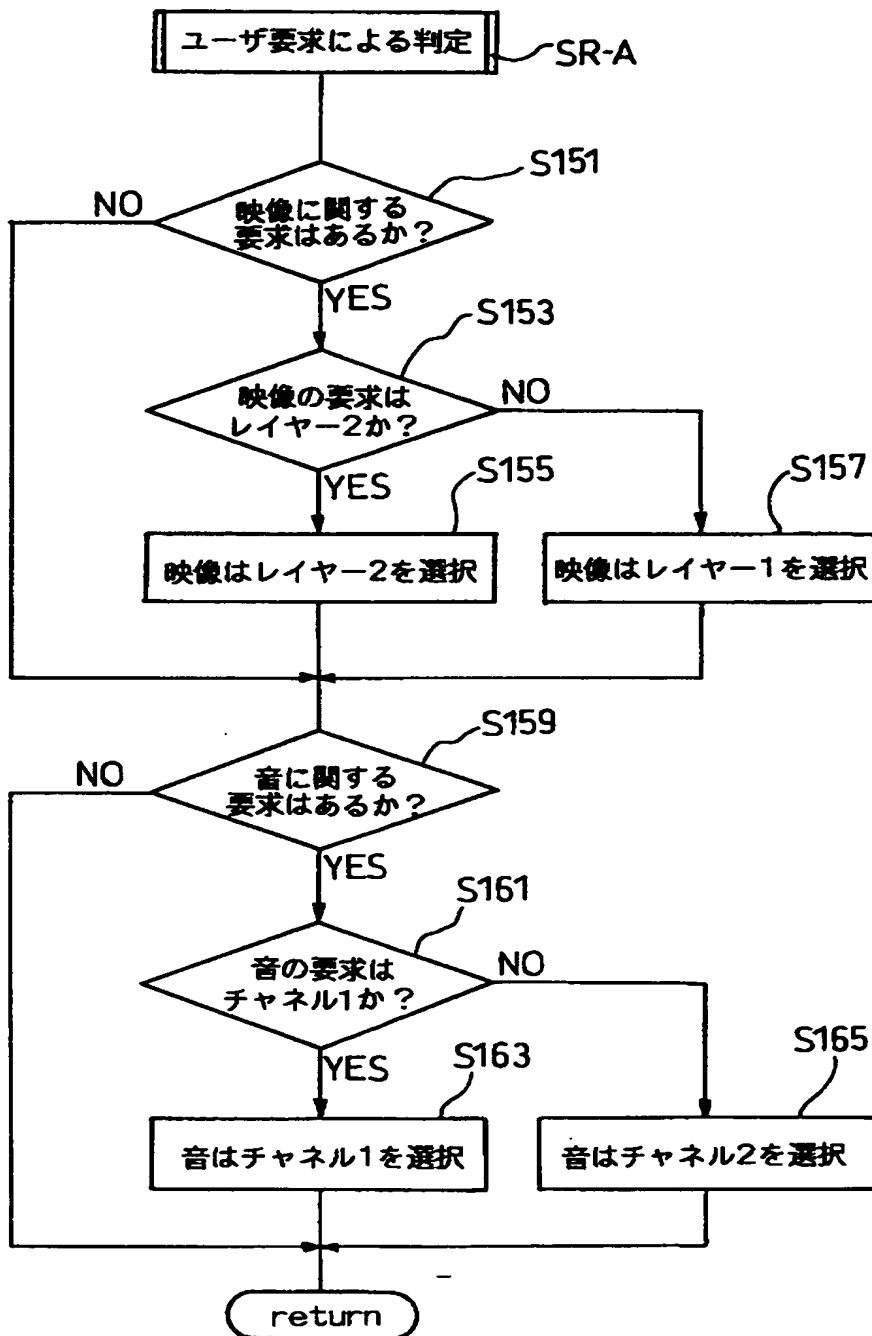 ユーザ要求による判定
SR-A
S151
NO
映像に関する
要求はあるか?
YES
S153
映像の要求は
レイヤー2か?
NO
YES
S155
S157
映像はレイヤー2を選択
映像はレイヤー1を選択
S159
NO
音に関する
要求はあるか?
YES
S161
音の要求は
チャネル1か?
NO
YES
S163
S165
音はチャネル1を選択
音はチャネル2を選択
return